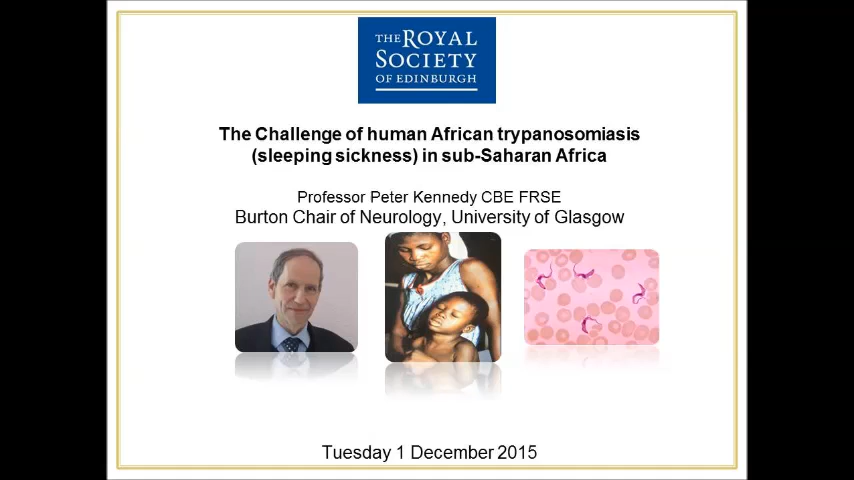 THE ROYAL
SOCIETY
OF EDINBURGH
The Challenge of human African trypanosomiasis
(sleeping sickness) in sub-Saharan Africa
Professor Peter Kennedy CBE FRSE
Burton Chair of Neurology, University of Glasgow
Tuesday 1 December 2015